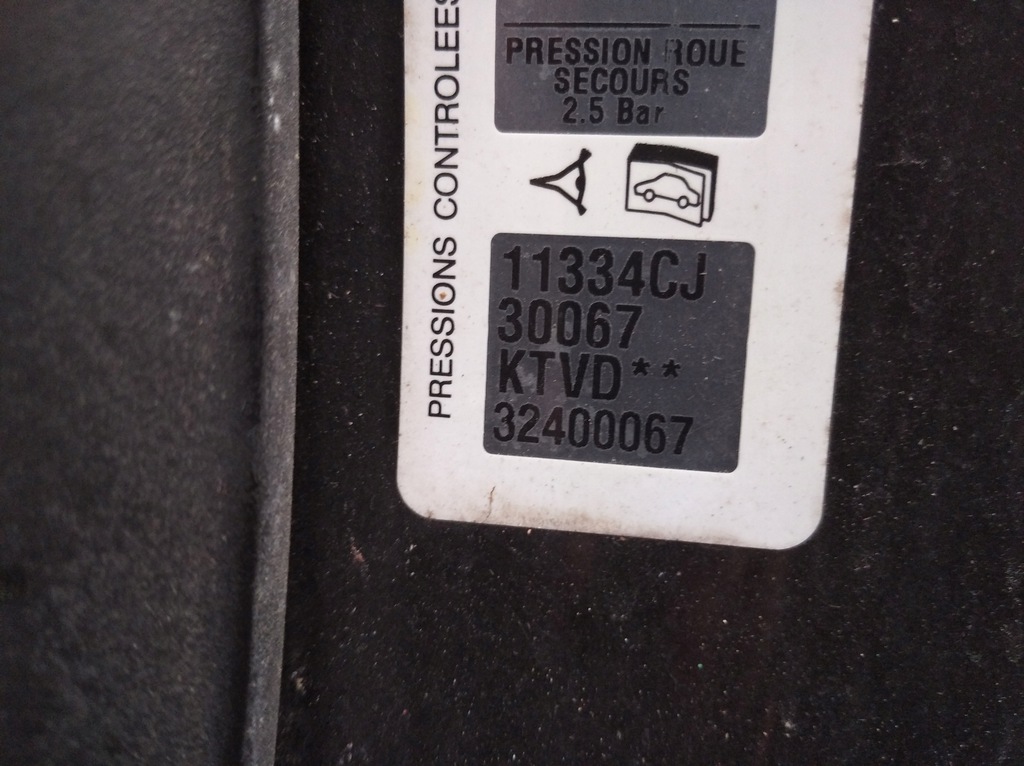 PRESSION ROUE
SECOURS
2.5 Bar
PRESSIONS CONTROLEES
11334CJ
30067
KTVD**
32400067